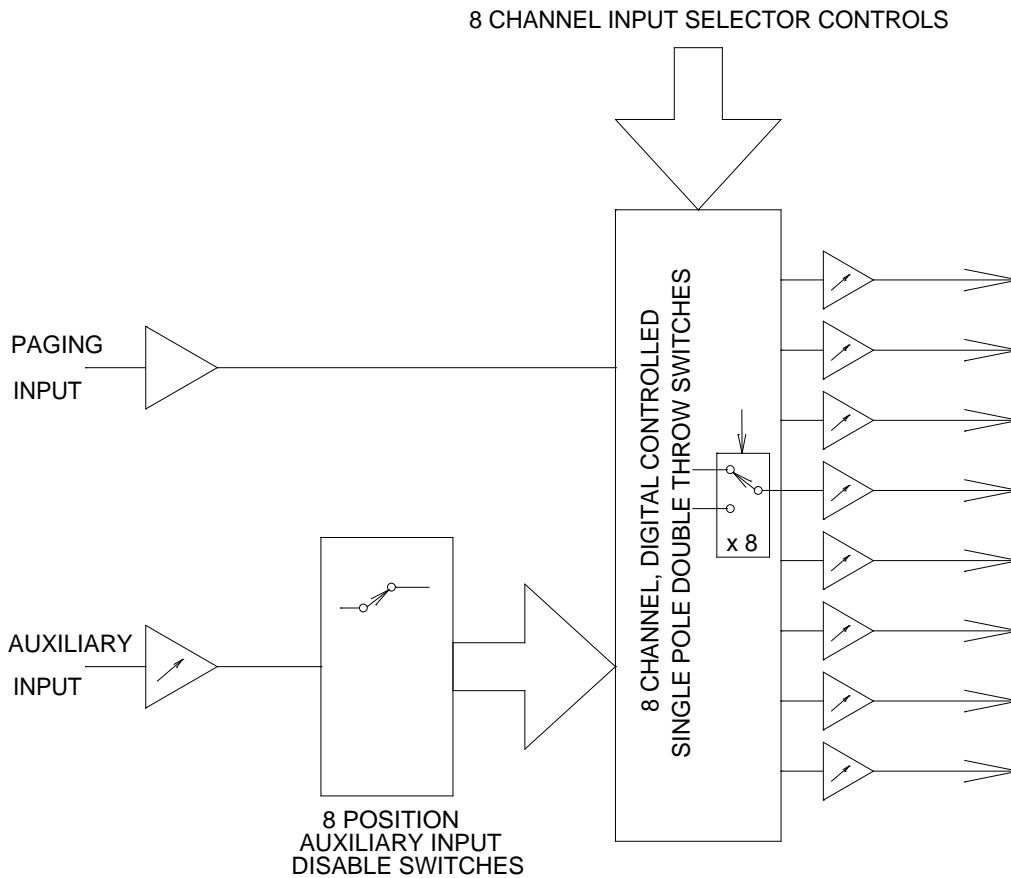 8 CHANNEL INPUT SELECTOR CONTROLS
PAGING
INPUT
8 CHANNEL, DIGITAL CONTROLLED
SINGLE POLE DOUBLE THROW SWITCHES
x 8
AUXILIARY
INPUT
8 POSITION
AUXILIARY INPUT
DISABLE SWITCHES